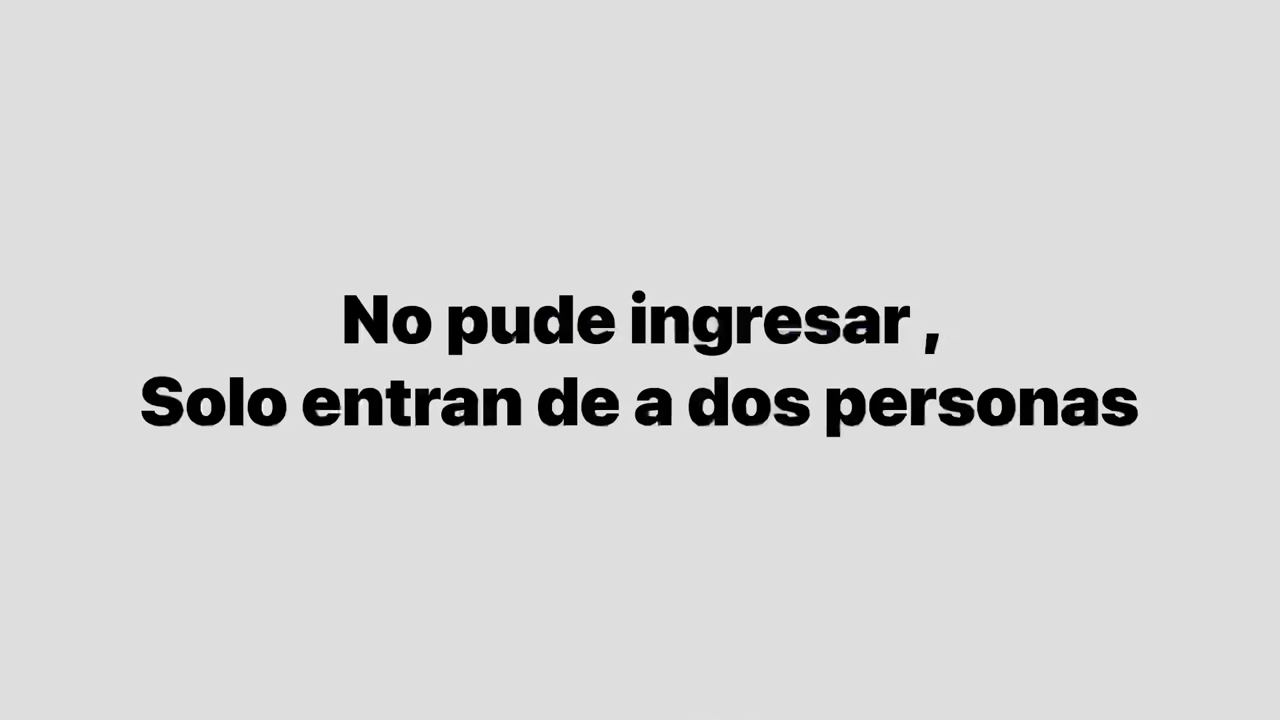 No pude ingresar ,
Solo entran de a dos personas